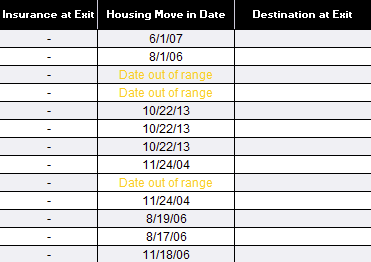 Insurance at Exit Housing Move in Date Destination at Exit
- 6/1/07
- 8/1/06
- Date out of range
- Date out of range
- 10/22/13
- 10/22/13
- 10/22/13
- 11/24/04
- Date out of range
- 11/24/04
- 8/19/06
- 8/17/06
- 11/18/06